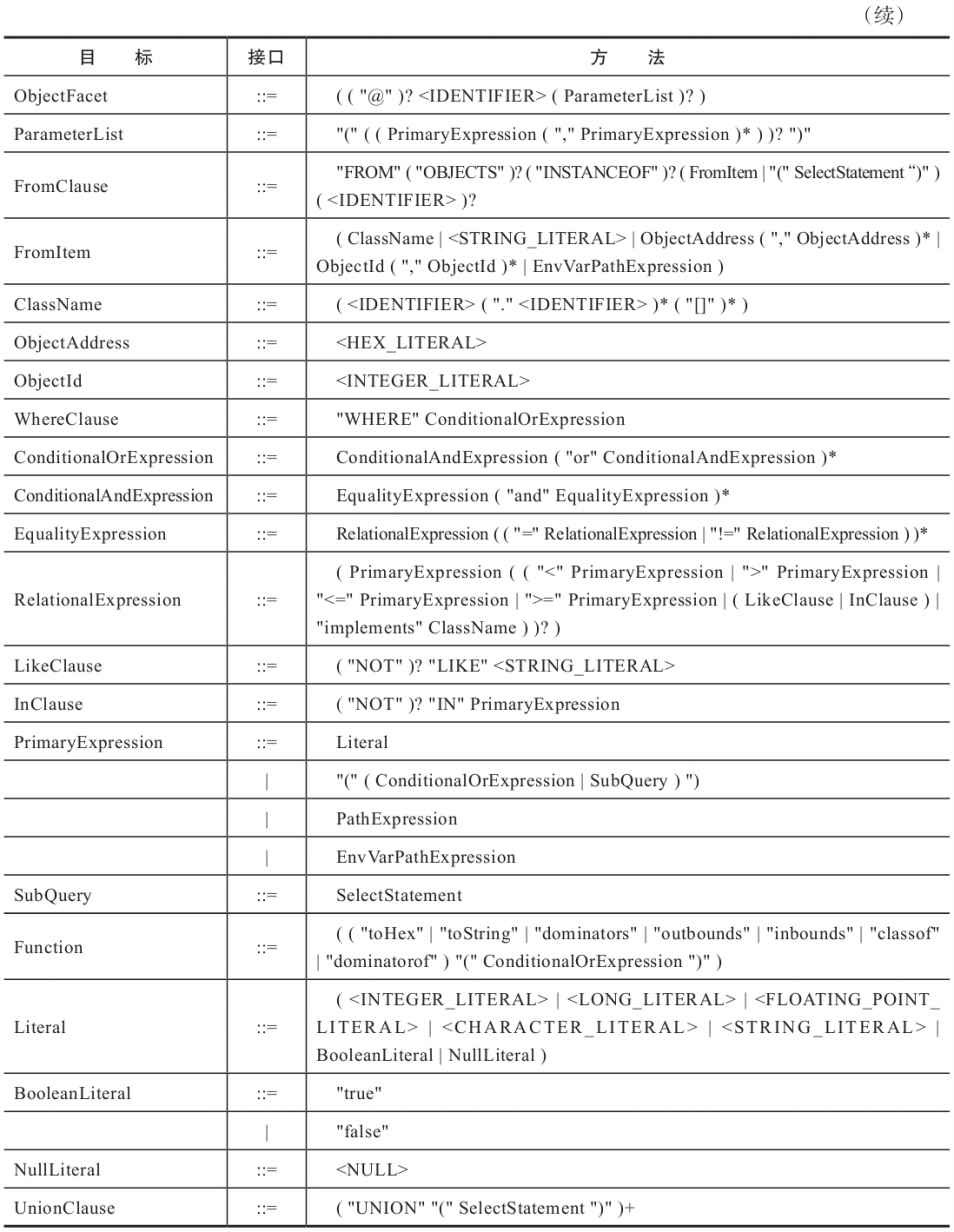 （续）
目 标 接口 方 法
ObjectFacet ::= ( ( "@" )? <IDENTIFIER> ( ParameterList )? )
ParameterList ::= "(" ( ( PrimaryExpression ( "," PrimaryExpression )* ) )? ")"
FromClause ::= "FROM" ( "OBJECTS" )? ( "INSTANCEOF" )? ( FromItem | "(" SelectStatement “)" )
( <IDENTIFIER> )?
FromItem ::= ( ClassName | <STRING_LITERAL> | ObjectAddress ( "," ObjectAddress )* |
ObjectId ( "," ObjectId )* | EnvVarPathExpression )
ClassName ::= ( <IDENTIFIER> ( "." <IDENTIFIER> )* ( "[]" )* )
ObjectAddress ::= <HEX_LITERAL>
ObjectId ::= <INTEGER_LITERAL>
WhereClause ::= "WHERE" ConditionalOrExpression
ConditionalOrExpression ::= ConditionalAndExpression ( "or" ConditionalAndExpression )*
ConditionalAndExpression ::= EqualityExpression ( "and" EqualityExpression )*
EqualityExpression ::= RelationalExpression ( ( "=" RelationalExpression | "!=" RelationalExpression ) )*
RelationalExpression ::= ( PrimaryExpression ( ( "<" PrimaryExpression | ">" PrimaryExpression |
"<=" PrimaryExpression | ">=" PrimaryExpression | ( LikeClause | InClause ) |
"implements" ClassName ) )? )
LikeClause ::= ( "NOT" )? "LIKE" <STRING_LITERAL>
InClause ::= ( "NOT" )? "IN" PrimaryExpression
PrimaryExpression ::= Literal
| "(" ( ConditionalOrExpression | SubQuery ) ")
| PathExpression
| EnvVarPathExpression
SubQuery ::= SelectStatement
Function ::= ( ( "toHex" | "toString" | "dominators" | "outbounds" | "inbounds" | "classof"
| "dominatorof" ) "(" ConditionalOrExpression ")" )
Literal ::= ( <INTEGER_LITERAL> | <LONG_LITERAL> | <FLOATING_POINT_
LITERAL> | <CHARACTER_LITERAL> | <STRING_LITERAL> |
BooleanLiteral | NullLiteral )
BooleanLiteral ::= "true"
| "false"
NullLiteral ::= <NULL>
UnionClause ::= ( "UNION" "(" SelectStatement ")" )+